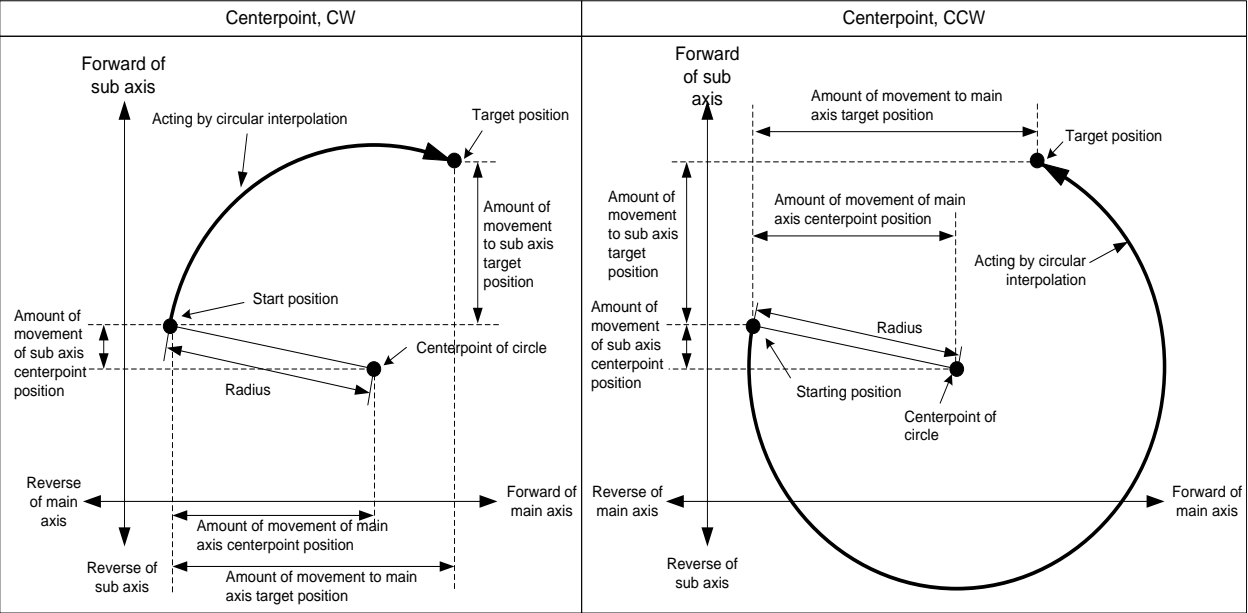 Centerpoint, CW
Forward of
sub axis
Acting by circular interpolation
Target position
Amount of
movement
to sub axis
target
position
Start position
Amount of
movement
of sub axis
centerpoint
position
Centerpoint of circle
Radius
Reverse
of main
axis
Forward of
main axis
Amount of movement of main
axis centerpoint position
Reverse of
sub axis
Amount of movement to main
axis target position
Centerpoint, CCW
Forward
of sub
axis
Amount of movement to main
axis target position
Target position
Amount of
movement
to sub axis
target
position
Amount of movement of main
axis centerpoint position
Acting by circular
interpolation
Amount of
movement
of sub axis
centerpoint
position
Radius
Starting position
Centerpoint of
circle
Reverse of
main axis
Forward of
main axis
Reverse of
sub axis